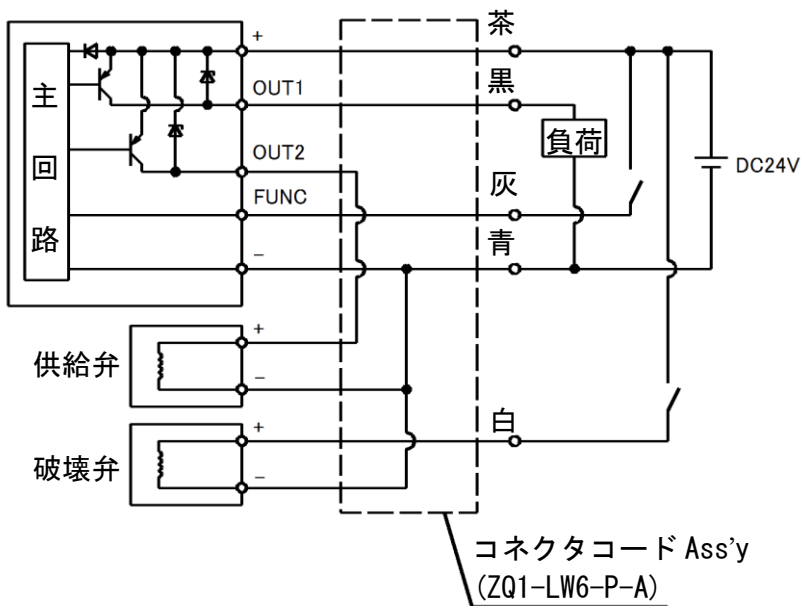 +
茶
OUT1
黒
主回路
負荷
DC24V
OUT2
灰
FUNC
青
−
+
供給弁
−
白
+
破壊弁
−
コネクタコード Ass’y
(ZQ1-LW6-P-A)